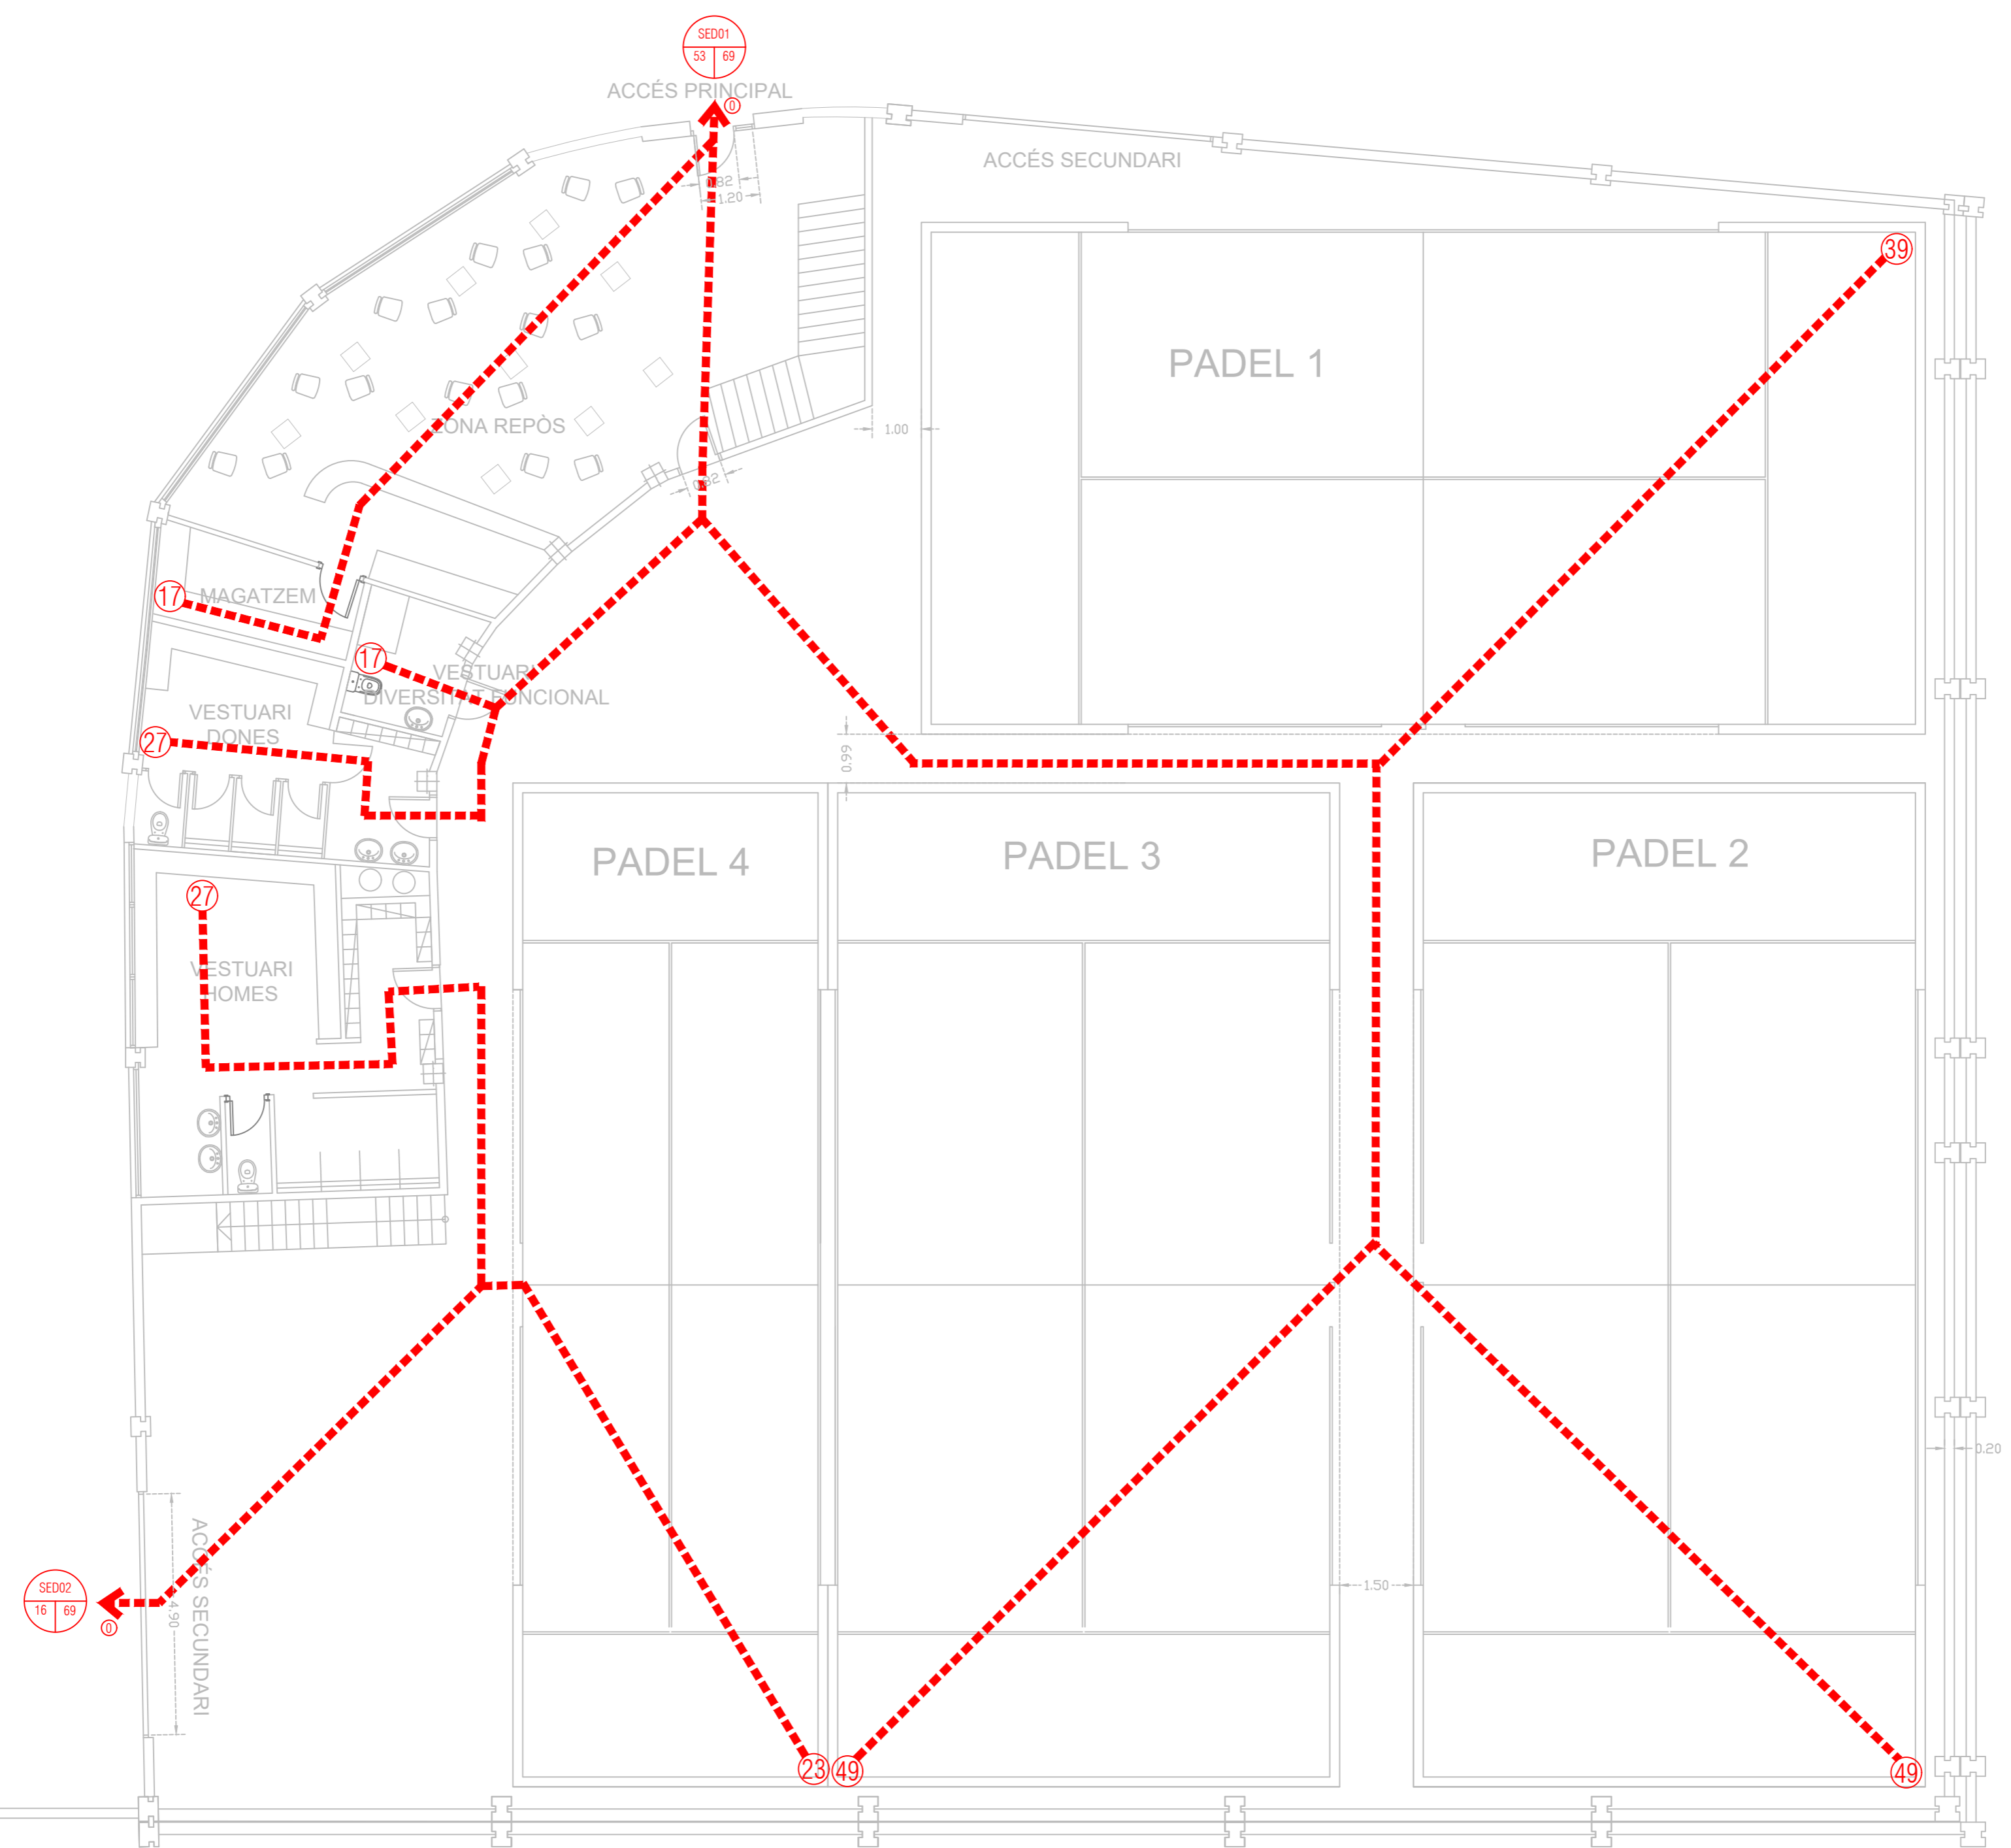 SED01
53 69
ACCÉS PRINCIPAL
0
ACCÉS SECUNDARI
0.82
1.20
39
PADEL 1
ZONA REPÒS
1.00
0.82
17
MAGATZEM
17
VESTUARI
DIVERSITAT FUNCIONAL
VESTUARI
DONES
27
0.99
PADEL 4
PADEL 3
PADEL 2
27
VESTUARI
HOMES
0.20
ACCÉS SECUNDARI
4.90
1.50
SED02
16 69
0
23
49
49